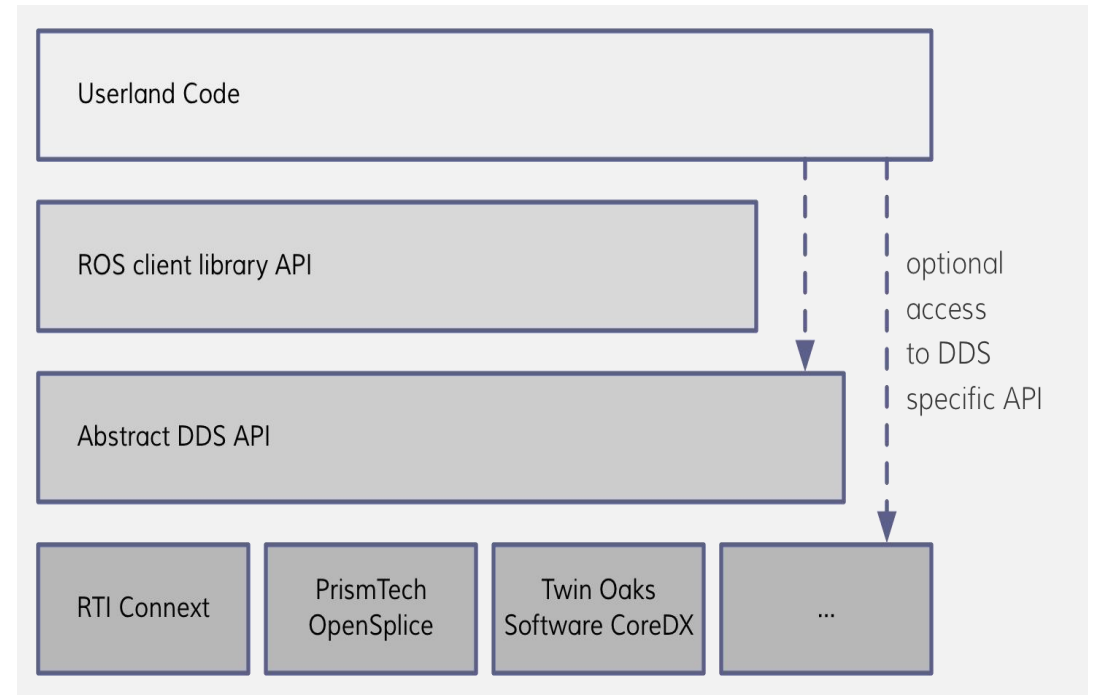 Userland Code
ROS client library API
optional
access
to DDS
specific API
Abstract DDS API
RTI Connext
PrismTech
OpenSplice
Twin Oaks
Software CoreDX
...